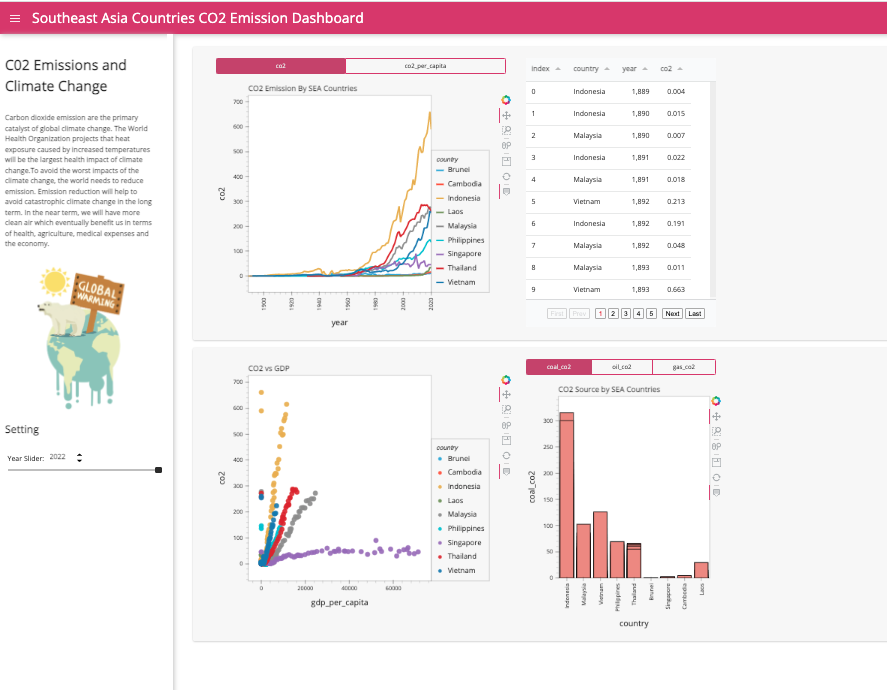 Southeast Asia Countries CO2 Emission Dashboard
C02 Emissions and
Climate Change
Carbon dioxide emission are the primary
catalyst of global climate change. The World
Health Organization projects that heat
exposure caused by increased temperatures
will be the largest health impact of climate
change.To avoid the worst impacts of the
climate change, the world needs to reduce
emission. Emission reduction will help to
avoid catastrophic climate change in the long
term. In the near term, we will have more
clean air which eventually benefit us in terms
of health, agriculture, medical expenses and
the economy.
GLOBAL
WARMING
Setting
Year Slider: 2022
co2
co2_per_capita
CO2 Emission By SEA Countries
co2
700
600
500
400
300
200
100
0
1900
1920
1940
1960
1980
2000
2020
year
country
Brunei
Cambodia
Indonesia
Laos
Malaysia
Philippines
Singapore
Thailand
Vietnam
index country year co2
0 Indonesia 1,889 0.004
1 Indonesia 1,890 0.015
2 Malaysia 1,890 0.007
3 Indonesia 1,891 0.022
4 Malaysia 1,891 0.018
5 Vietnam 1,892 0.213
6 Indonesia 1,892 0.191
7 Malaysia 1,892 0.048
8 Malaysia 1,893 0.011
9 Vietnam 1,893 0.663
First Prev 1 2 3 4 5 Next Last
CO2 vs GDP
co2
700
600
500
400
300
200
100
0
0
20000
40000
60000
gdp_per_capita
country
Brunei
Cambodia
Indonesia
Laos
Malaysia
Philippines
Singapore
Thailand
Vietnam
coal_co2
oil_co2
gas_co2
CO2 Source by SEA Countries
coal_co2
300
250
200
150
100
50
0
Indonesia
Malaysia
Vietnam
Philippines
Thailand
Brunei
Singapore
Cambodia
Laos
country